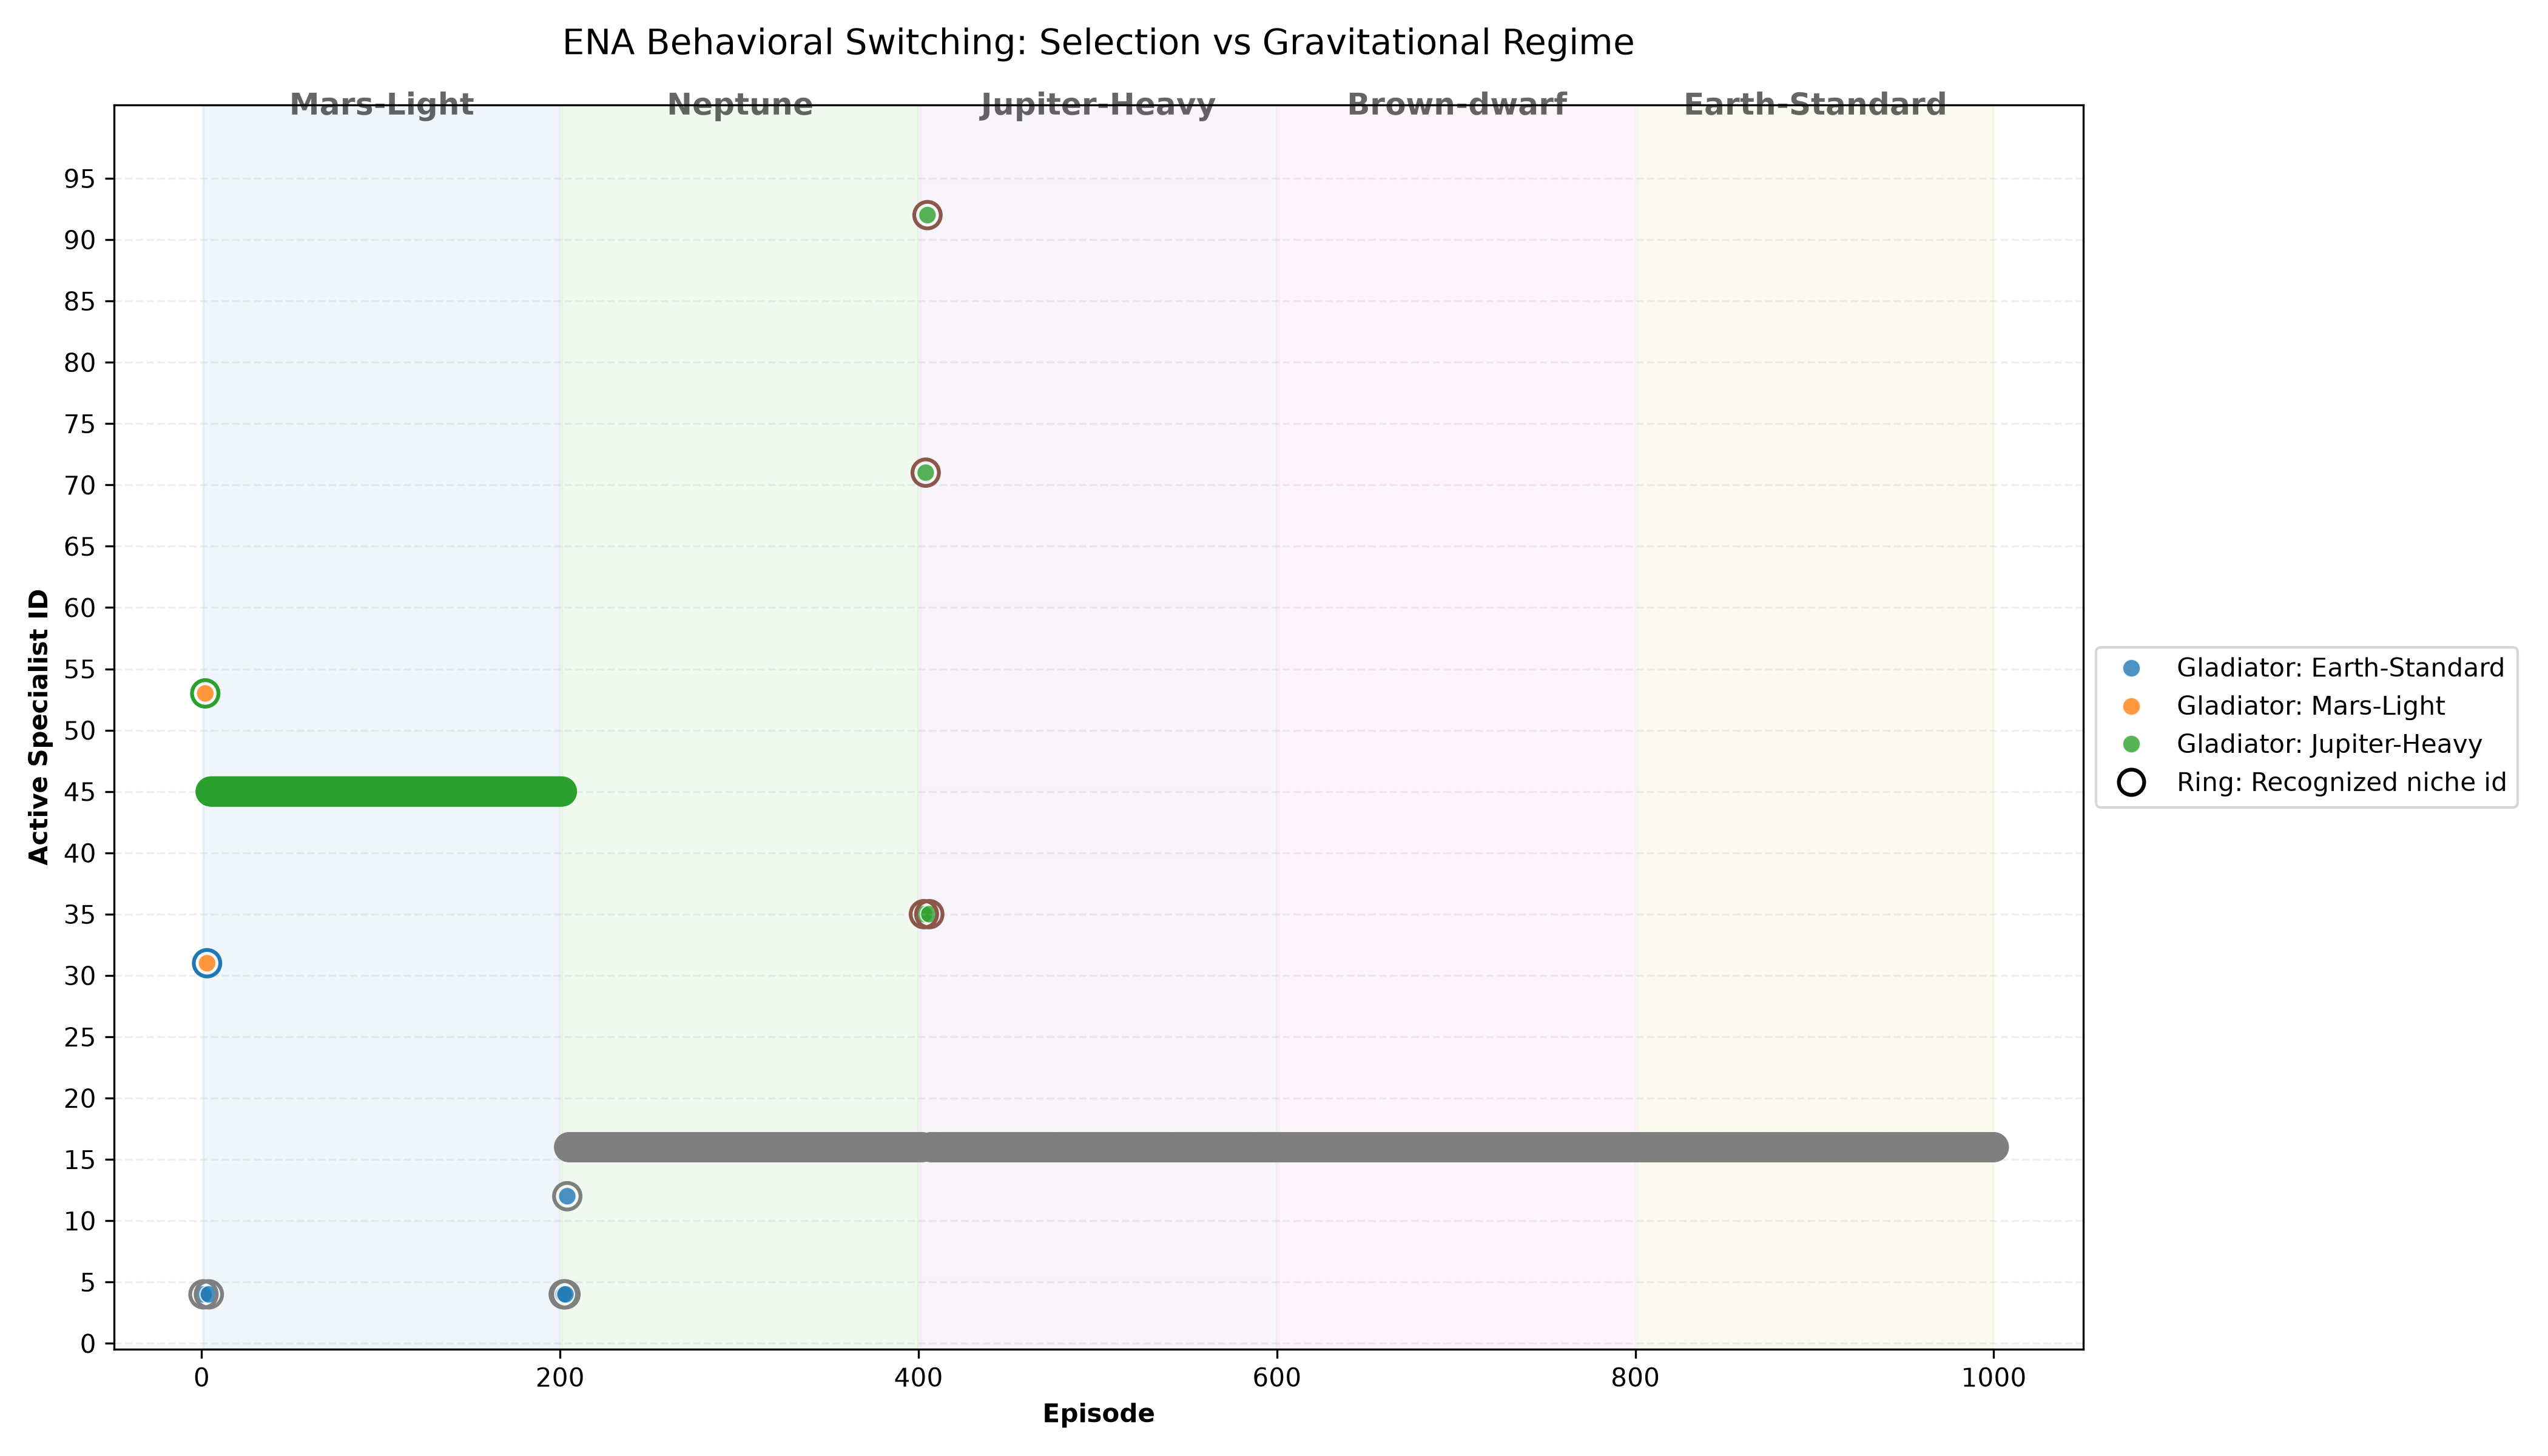 ENA Behavioral Switching: Selection vs Gravitational Regime
Mars-Light
Neptune
Jupiter-Heavy
Brown-dwarf
Earth-Standard
95
90
85
80
75
70
65
60
55
50
45
40
35
30
25
20
15
10
5
0
Active Specialist ID
0
200
400
600
800
1000
Episode
Gladiator: Earth-Standard
Gladiator: Mars-Light
Gladiator: Jupiter-Heavy
Ring: Recognized niche id